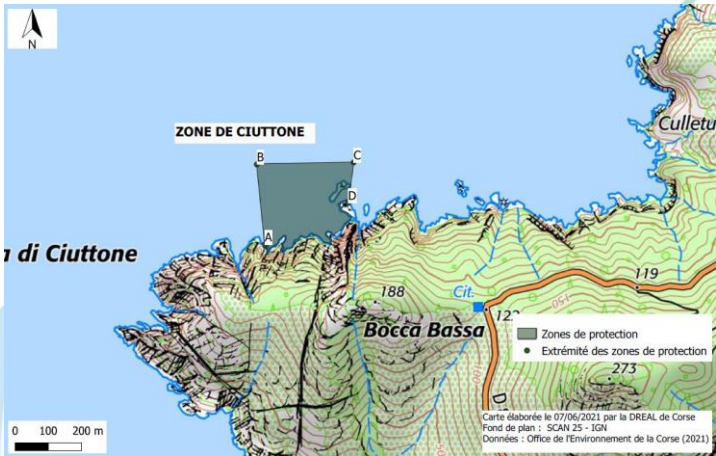 N
ZONE DE CIUTTONE
B
C
D
A
Culletu
a di Ciuttone
188
Cit.
119
150
Bocca Bassa
Zones de protection
Extrémité des zones de protection
273
Carte élaborée le 07/06/2021 par la DREAL de Corse
Fond de plan : SCAN 25 - IGN
Données : Office de l'Environnement de la Corse (2021)
0 100 200 m